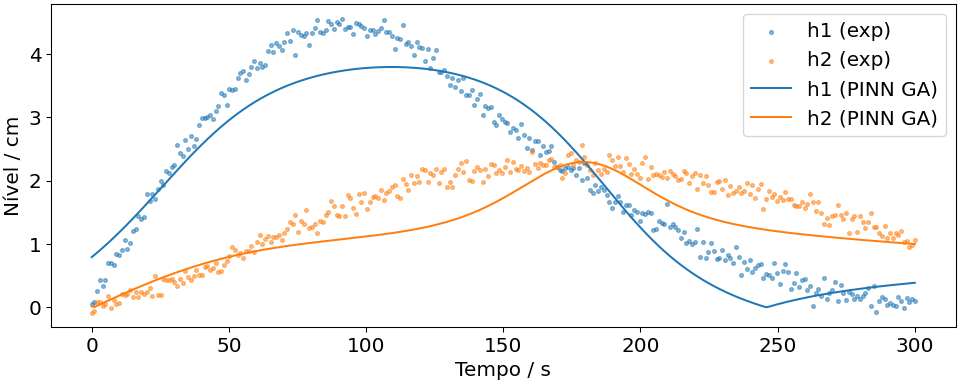 h1 (exp)
h2 (exp)
h1 (PINN GA)
h2 (PINN GA)
Nível / cm
4
3
2
1
0
0 50 100 150 200 250 300
Tempo / s